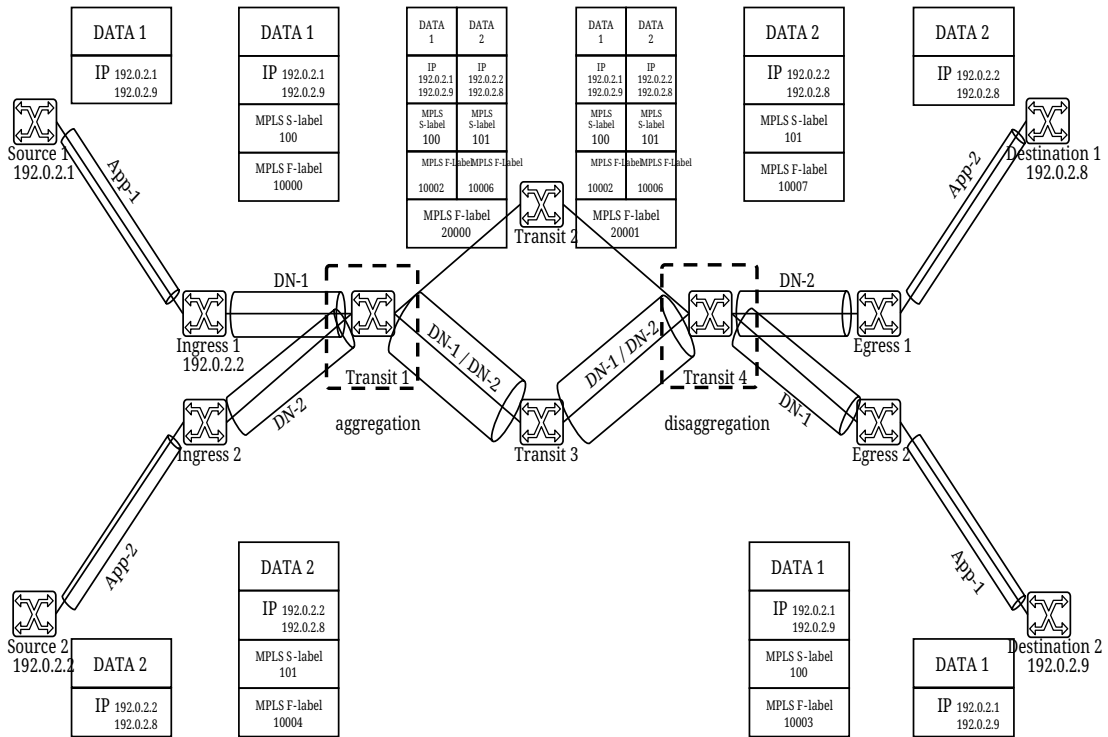 DATA 1
IP 192.0.2.1
192.0.2.9
DATA 1
IP 192.0.2.1
192.0.2.9
MPLS S-label
100
MPLS F-label
10000
DATA
1
DATA
2
IP
192.0.2.1
192.0.2.9
IP
192.0.2.2
192.0.2.8
MPLS
S-label
100
MPLS
S-label
101
MPLS F-Label
10002
MPLS F-Label
10006
MPLS F-label
20000
DATA
1
DATA
2
IP
192.0.2.1
192.0.2.9
IP
192.0.2.2
192.0.2.8
MPLS
S-label
100
MPLS
S-label
101
MPLS F-Label
10002
MPLS F-Label
10006
MPLS F-label
20001
DATA 2
IP 192.0.2.2
192.0.2.8
MPLS S-label
101
MPLS F-label
10007
DATA 2
IP 192.0.2.2
192.0.2.8
Source 1
192.0.2.1
App-1
App-2
Destination 1
192.0.2.8
Transit 2
DN-1
DN-2
Ingress 1
192.0.2.2
Transit 1
DN-1 / DN-2
DN-1 / DN-2
Transit 4
Egress 1
DN-2
aggregation
disaggregation
DN-1
Ingress 2
Transit 3
Egress 2
App-2
App-1
Source 2
192.0.2.2
Destination 2
192.0.2.9
DATA 2
IP 192.0.2.2
192.0.2.8
DATA 2
IP 192.0.2.2
192.0.2.8
MPLS S-label
101
MPLS F-label
10004
DATA 1
IP 192.0.2.1
192.0.2.9
MPLS S-label
100
MPLS F-label
10003
DATA 1
IP 192.0.2.1
192.0.2.9